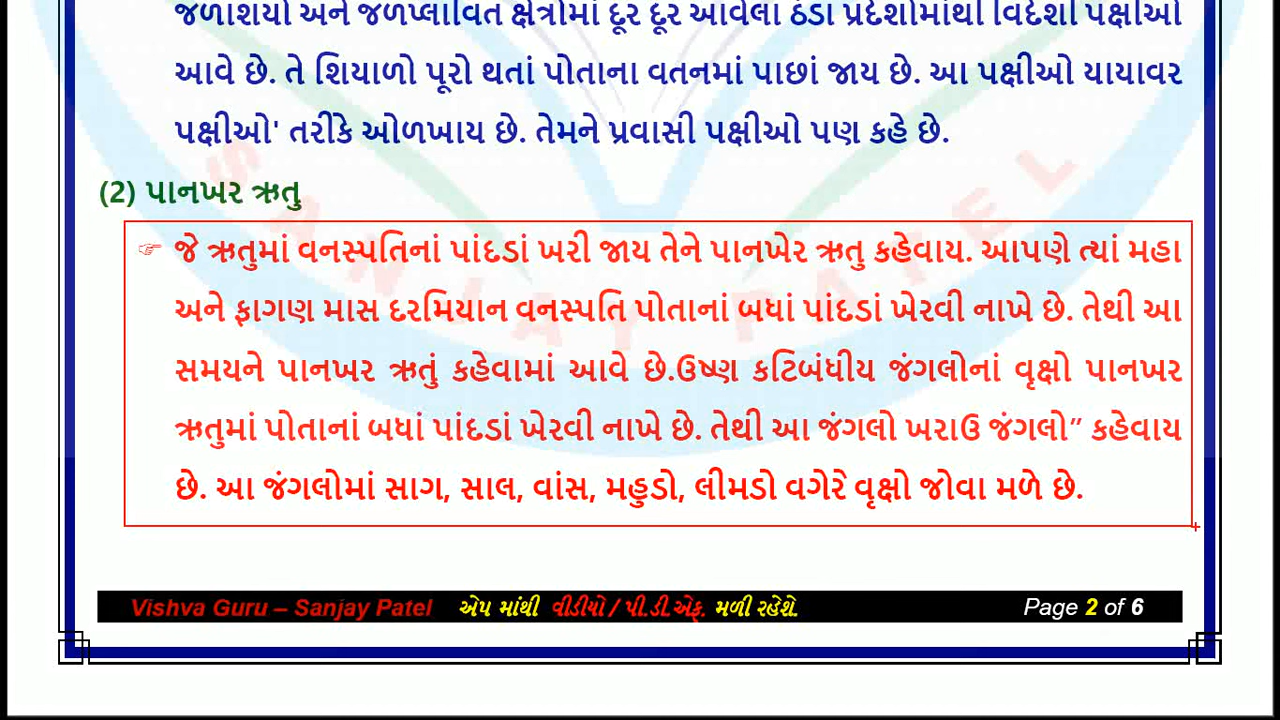 જળાશયો અને જળપ્લાવિત ક્ષેત્રોમાં દૂર દૂર આવેલા ઠંડા પ્રદેશોમાંથી વિદેશી પક્ષીઓ
આવે છે. તે શિયાળો પૂરો થતાં પોતાના વતનમાં પાછાં જાય છે. આ પક્ષીઓ યાયાવર
પક્ષીઓ' તરીકે ઓળખાય છે. તેમને પ્રવાસી પક્ષીઓ પણ કહે છે.
(2) પાનખર ઋતુ
☞ જે ઋતુમાં વનસ્પતિનાં પાંદડાં ખરી જાય તેને પાનખેર ઋતુ કહેવાય. આપણે ત્યાં મહા
અને ફાગણ માસ દરમિયાન વનસ્પતિ પોતાનાં બધાં પાંદડાં ખેરવી નાખે છે. તેથી આ
સમયને પાનખર ઋતું કહેવામાં આવે છે.ઉષ્ણ કટિબંધીય જંગલોનાં વૃક્ષો પાનખર
ઋતુમાં પોતાનાં બધાં પાંદડાં ખેરવી નાખે છે. તેથી આ જંગલો ખરાઉ જંગલો” કહેવાય
છે. આ જંગલોમાં સાગ, સાલ, વાંસ, મહુડો, લીમડો વગેરે વૃક્ષો જોવા મળે છે.
SANJAY PATEL
Vishva Guru – Sanjay Patel એપ માંથી વીડીયો / પી.ડી.એફ. મળી રહેશે. Page 2 of 6